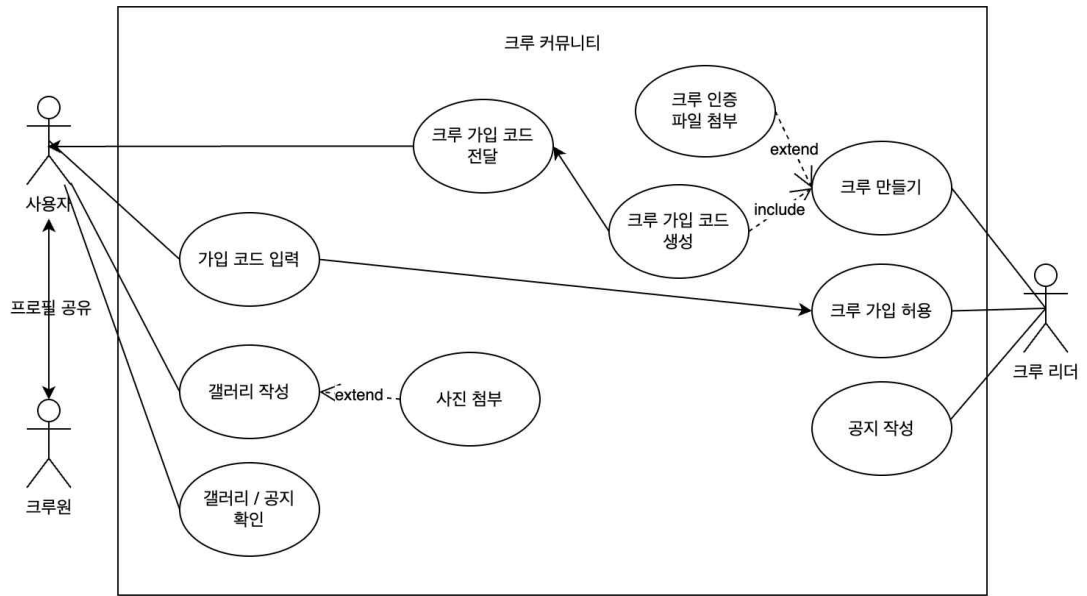 크루 커뮤니티
크루 인증
파일 첨부
크루 가입 코드
전달
extend
크루 만들기
사용자
include
크루 가입 코드
생성
가입 코드 입력
프로필 공유
크루 가입 허용
크루 리더
갤러리 작성
extend
사진 첨부
공지 작성
크루원
갤러리 / 공지
확인